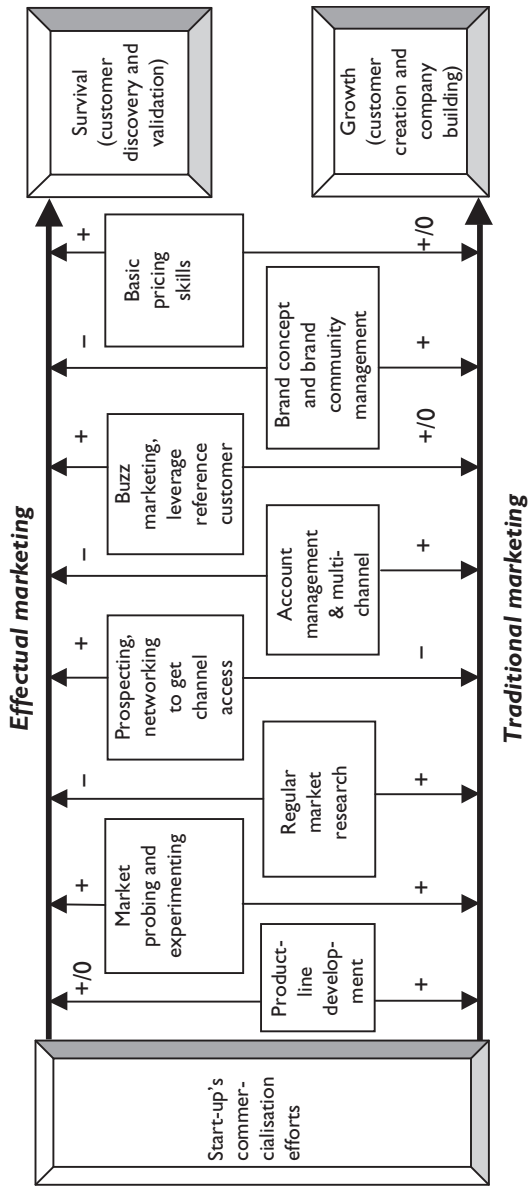 Effectual marketing
Start-up's
commer-
cialisation
efforts
+/0
+
–
+
–
+
–
+
Product-
line
develop-
ment
Market
probing and
experimenting
Regular
market
research
Prospecting,
networking
to get
channel
access
Account
management
& multi-
channel
Buzz
marketing,
leverage
reference
customer
Brand concept
and brand
community
management
Basic
pricing
skills
+
+
+
–
+
+/0
+
+/0
Survival
(customer
discovery and
validation)
Growth
(customer
creation and
company
building)
Traditional marketing